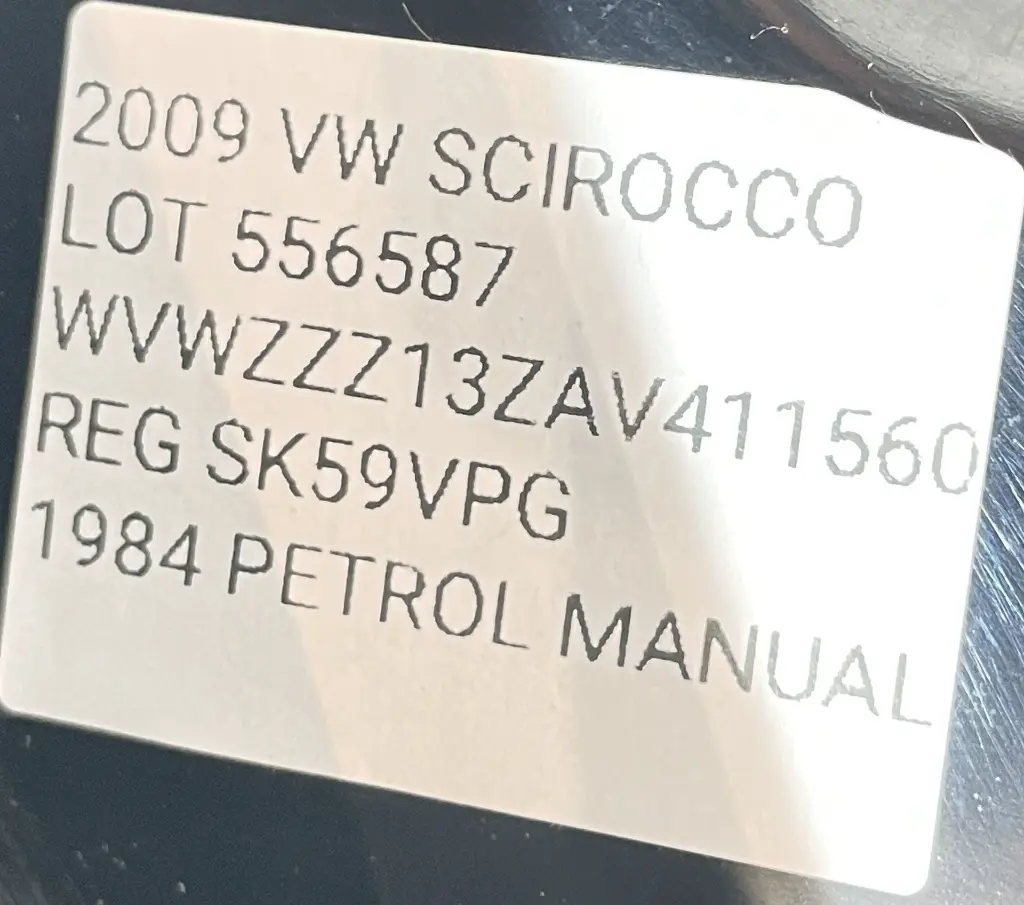 2009 VW SCIROCCO
LOT 556587
WVWZZZ13ZAV411560
REG SK59VPG
1984 PETROL MANUAL